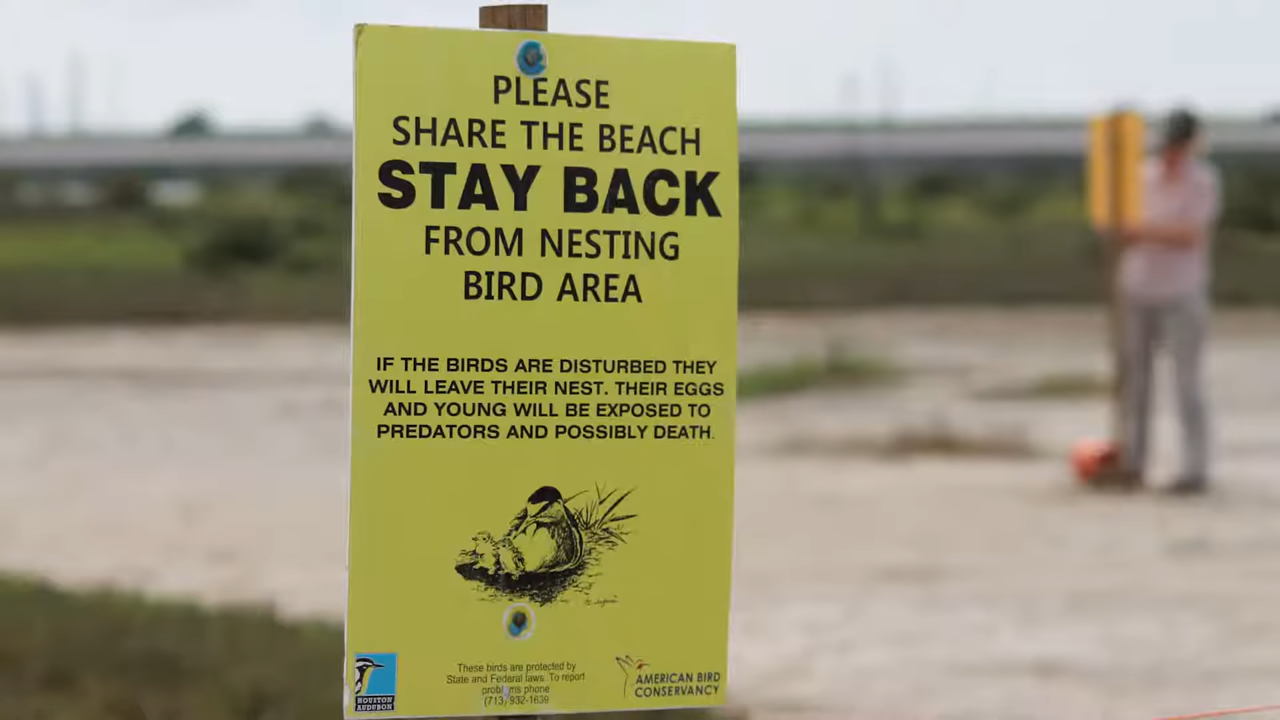 PLEASE
SHARE THE BEACH
STAY BACK
FROM NESTING
BIRD AREA
IF THE BIRDS ARE DISTURBED THEY
WILL LEAVE THEIR NEST. THEIR EGGS
AND YOUNG WILL BE EXPOSED TO
PREDATORS AND POSSIBLY DEATH.
These birds are protected by
State and Federal laws. To report
problems phone
(713) 932-1639
HOUSTON
AUDUBON
AMERICAN BIRD
CONSERVANCY